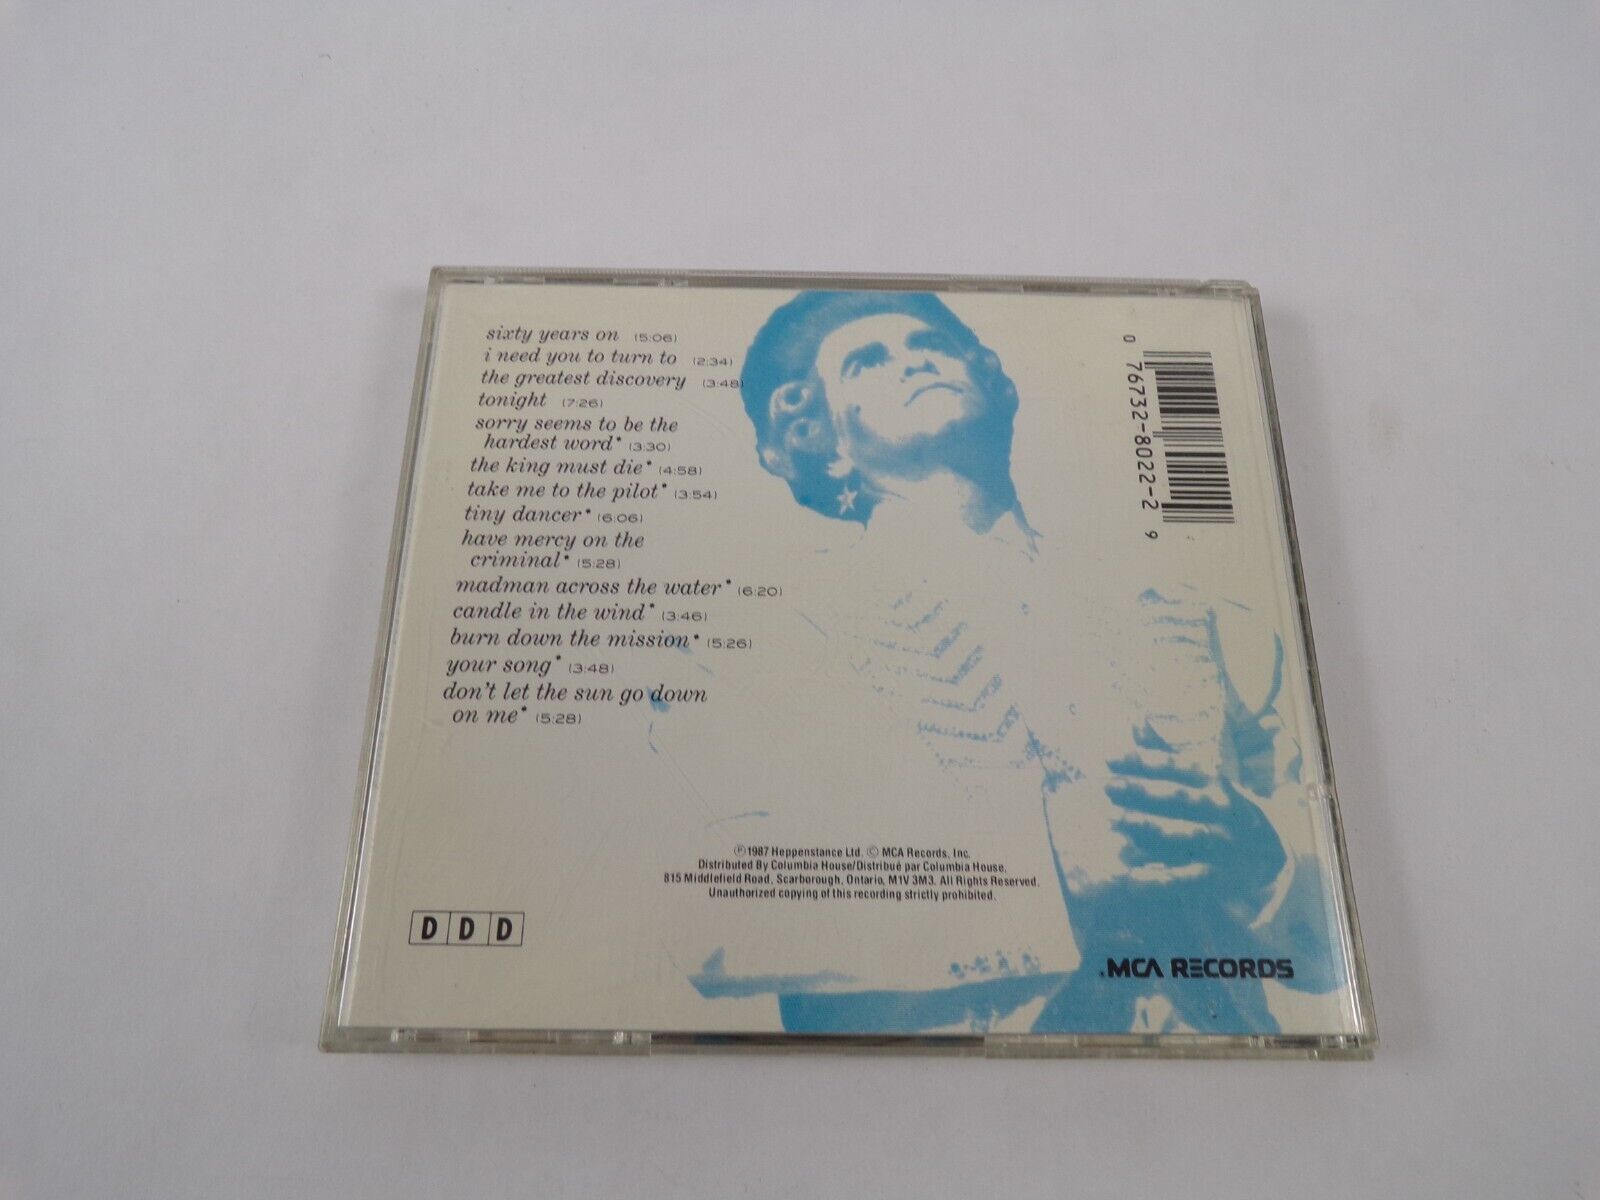 sixty years on (5:06)
i need you to turn to (2:34)
the greatest discovery (3:48)
tonight (7:26)
sorry seems to be the
hardest word* (3:30)
the king must die* (4:58)
take me to the pilot* (3:54)
tiny dancer* (6:06)
have mercy on the
criminal* (5:28)
madman across the water* (6:20)
candle in the wind* (3:46)
burn down the mission* (5:26)
your song* (3:48)
don't let the sun go down
on me* (5:28)
0 76732-8022-2 9
℗1987 Heppenstance Ltd. © MCA Records, Inc.
Distributed By Columbia House/Distribué par Columbia House,
815 Middlefield Road, Scarborough, Ontario, M1V 3M3. All Rights Reserved.
Unauthorized copying of this recording strictly prohibited.
D D D
.MCA RECORDS